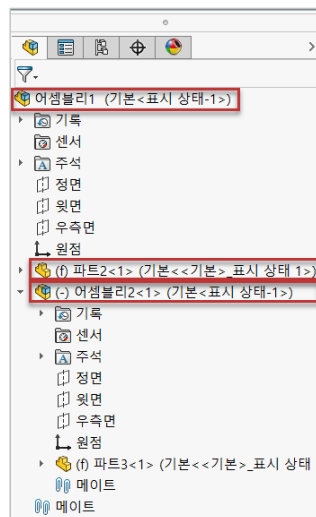 어셈블리1 (기본<표시 상태-1>)
기록
센서
주석
정면
윗면
우측면
원점
(f) 파트2<1> (기본<<기본>_표시 상태 1>)
(-) 어셈블리2<1> (기본<표시 상태-1>)
기록
센서
주석
정면
윗면
우측면
원점
(f) 파트3<1> (기본<<기본>_표시 상태
메이트
메이트